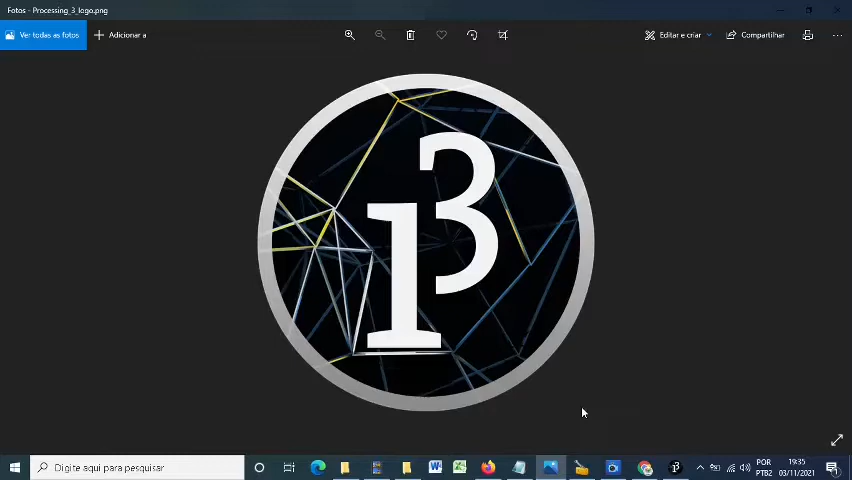 Fotos - Processing_3_logo.png
Ver todas as fotos
Adicionar a
Editar e criar
Compartilhar
ı3
Digite aqui para pesquisar
POR
PTB2
19:35
03/11/2021